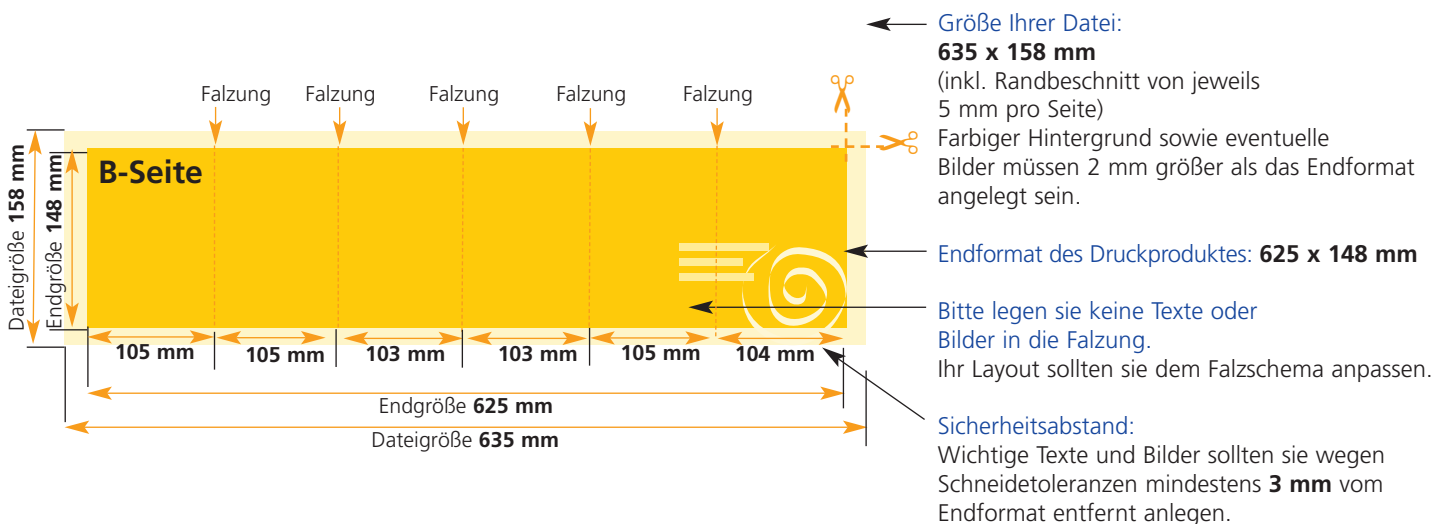 Größe Ihrer Datei:
635 x 158 mm
(inkl. Randbeschnitt von jeweils
5 mm pro Seite)
Farbiger Hintergrund sowie eventuelle
Bilder müssen 2 mm größer als das Endformat
angelegt sein.
Falzung Falzung Falzung Falzung Falzung
B-Seite
Dateigröße 158 mm
Endgröße 148 mm
Endformat des Druckproduktes: 625 x 148 mm
Bitte legen sie keine Texte oder
Bilder in die Falzung.
Ihr Layout sollten sie dem Falzschema anpassen.
105 mm 105 mm 103 mm 103 mm 105 mm 104 mm
Endgröße 625 mm
Dateigröße 635 mm
Sicherheitsabstand:
Wichtige Texte und Bilder sollten sie wegen
Schneidetoleranzen mindestens 3 mm vom
Endformat entfernt anlegen.